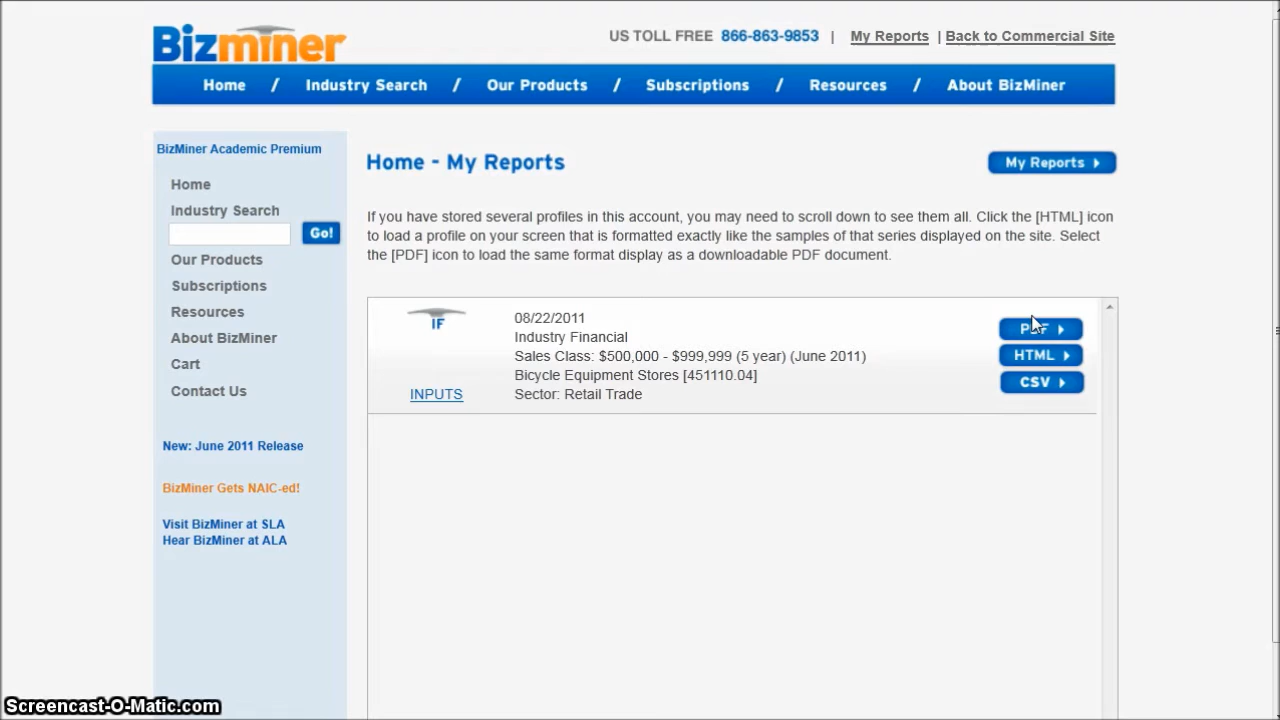 Bizminer
US TOLL FREE 866-863-9853 | My Reports | Back to Commercial Site
Home / Industry Search / Our Products / Subscriptions / Resources / About BizMiner
BizMiner Academic Premium
Home
Industry Search
Go!
Our Products
Subscriptions
Resources
About BizMiner
Cart
Contact Us
New: June 2011 Release
BizMiner Gets NAIC-ed!
Visit BizMiner at SLA
Hear BizMiner at ALA
Home - My Reports
My Reports
If you have stored several profiles in this account, you may need to scroll down to see them all. Click the [HTML] icon
to load a profile on your screen that is formatted exactly like the samples of that series displayed on the site. Select
the [PDF] icon to load the same format display as a downloadable PDF document.
IF
INPUTS
08/22/2011
Industry Financial
Sales Class: $500,000 - $999,999 (5 year) (June 2011)
Bicycle Equipment Stores [451110.04]
Sector: Retail Trade
PDF
HTML
CSV
Screencast-O-Matic.com